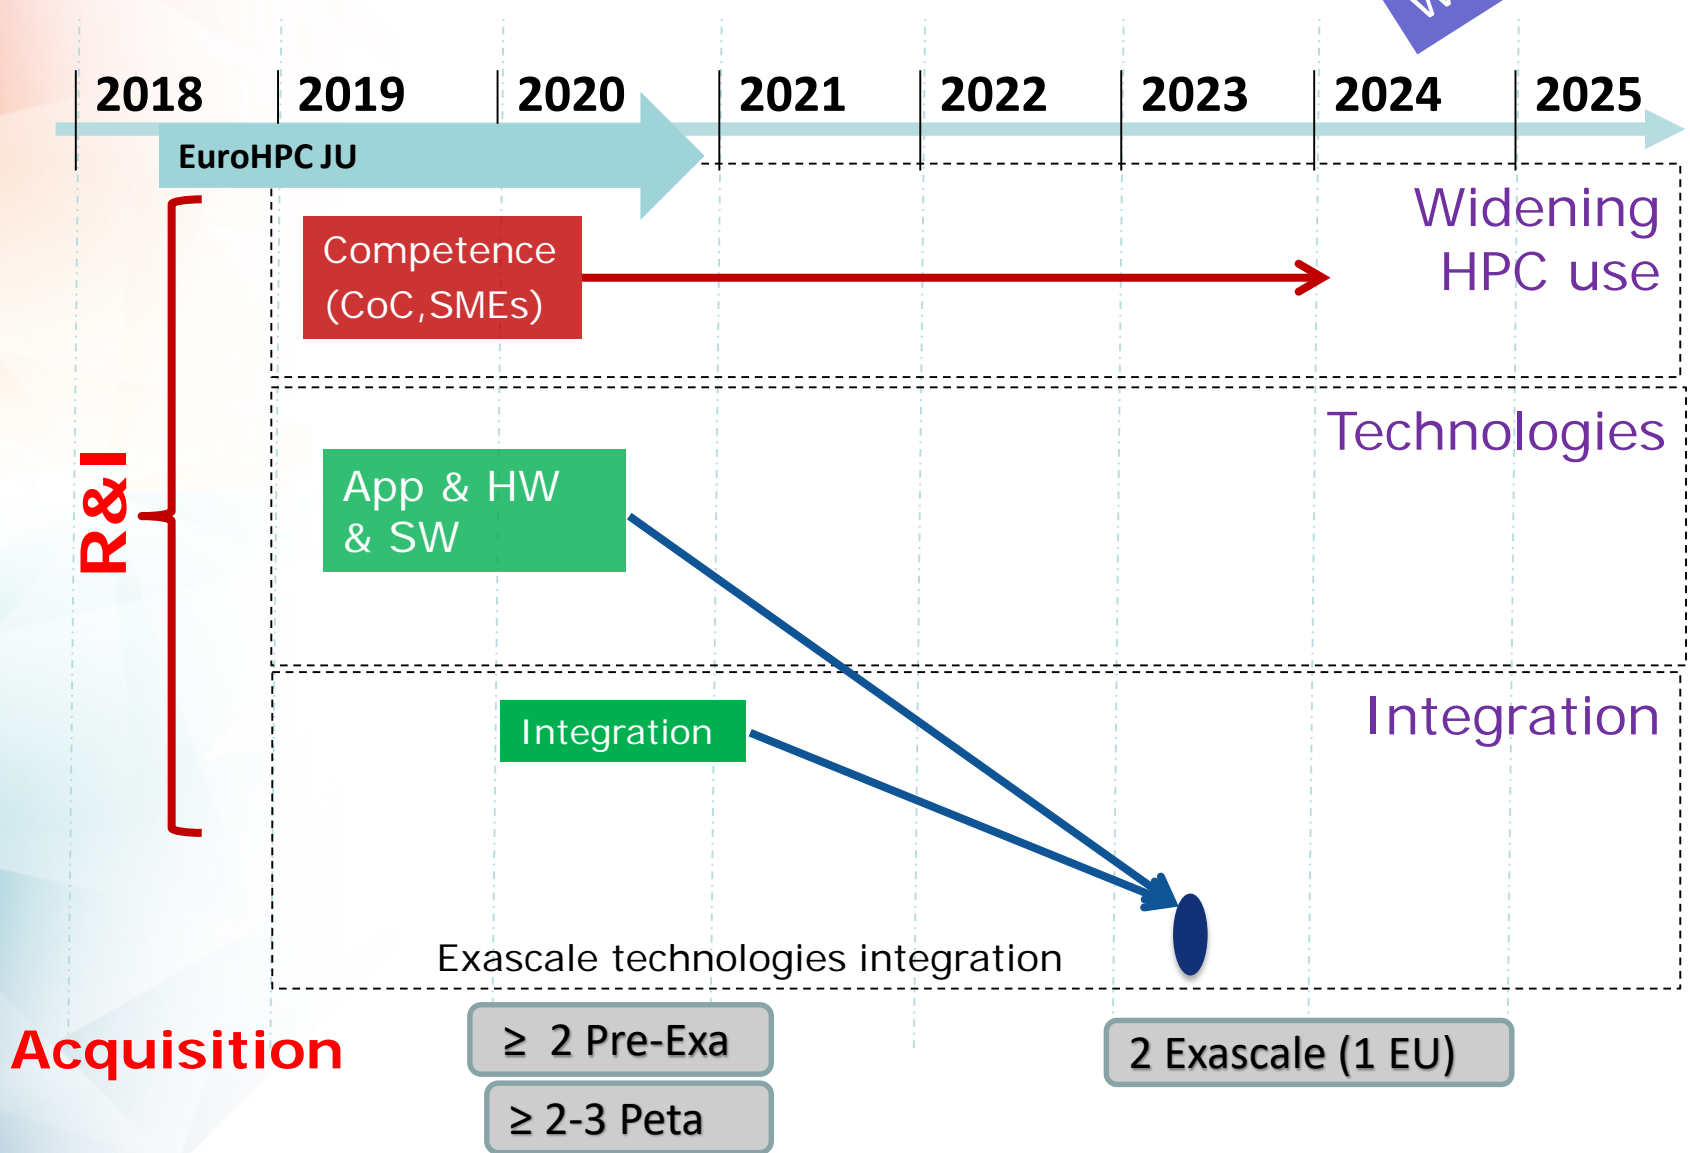 2018 2019 2020 2021 2022 2023 2024 2025
EuroHPC JU
Widening
HPC use
Competence
(CoC,SMEs)
Technologies
App & HW
& SW
R&I
Integration
Integration
Exascale technologies integration
Acquisition
≥ 2 Pre-Exa
2 Exascale (1 EU)
≥ 2-3 Peta